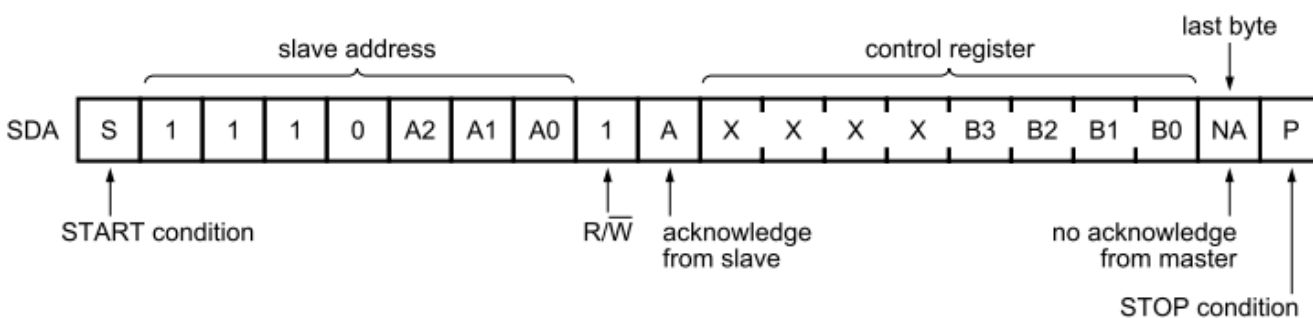 last byte
slave address control register
SDA S 1 1 1 0 A2 A1 A0 1 A X X X X B3 B2 B1 B0 NA P
START condition R/W̅ acknowledge from slave no acknowledge from master
STOP condition